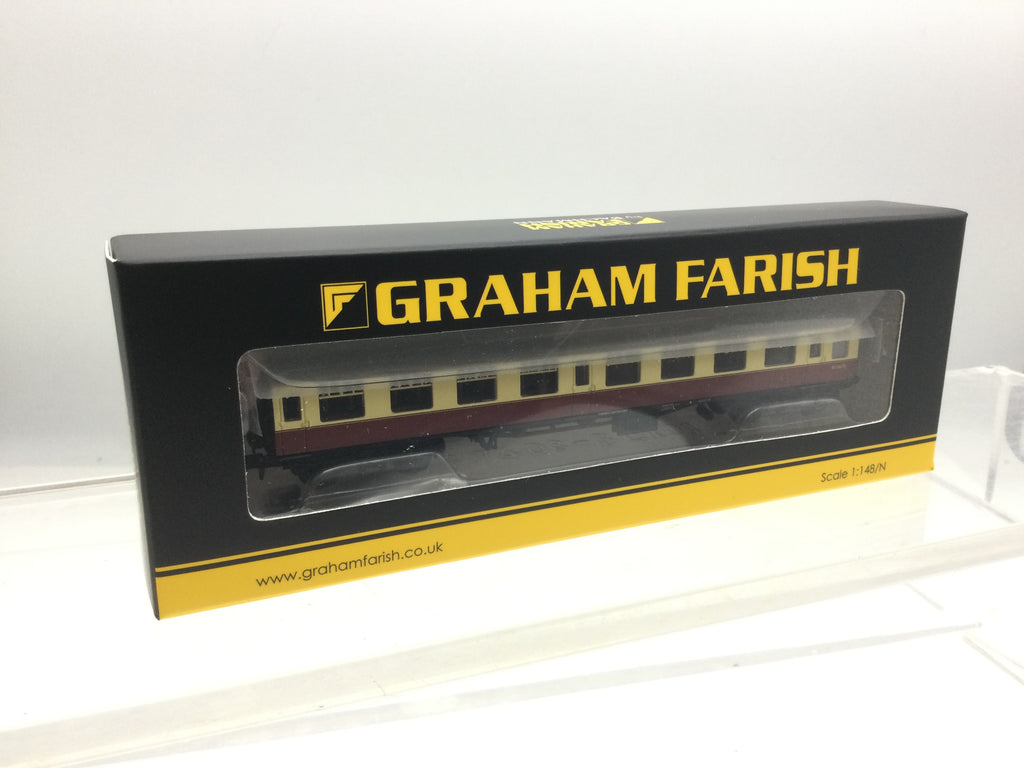 GRAHAM FARISH
Scale 1:148/N
www.grahamfarish.co.uk